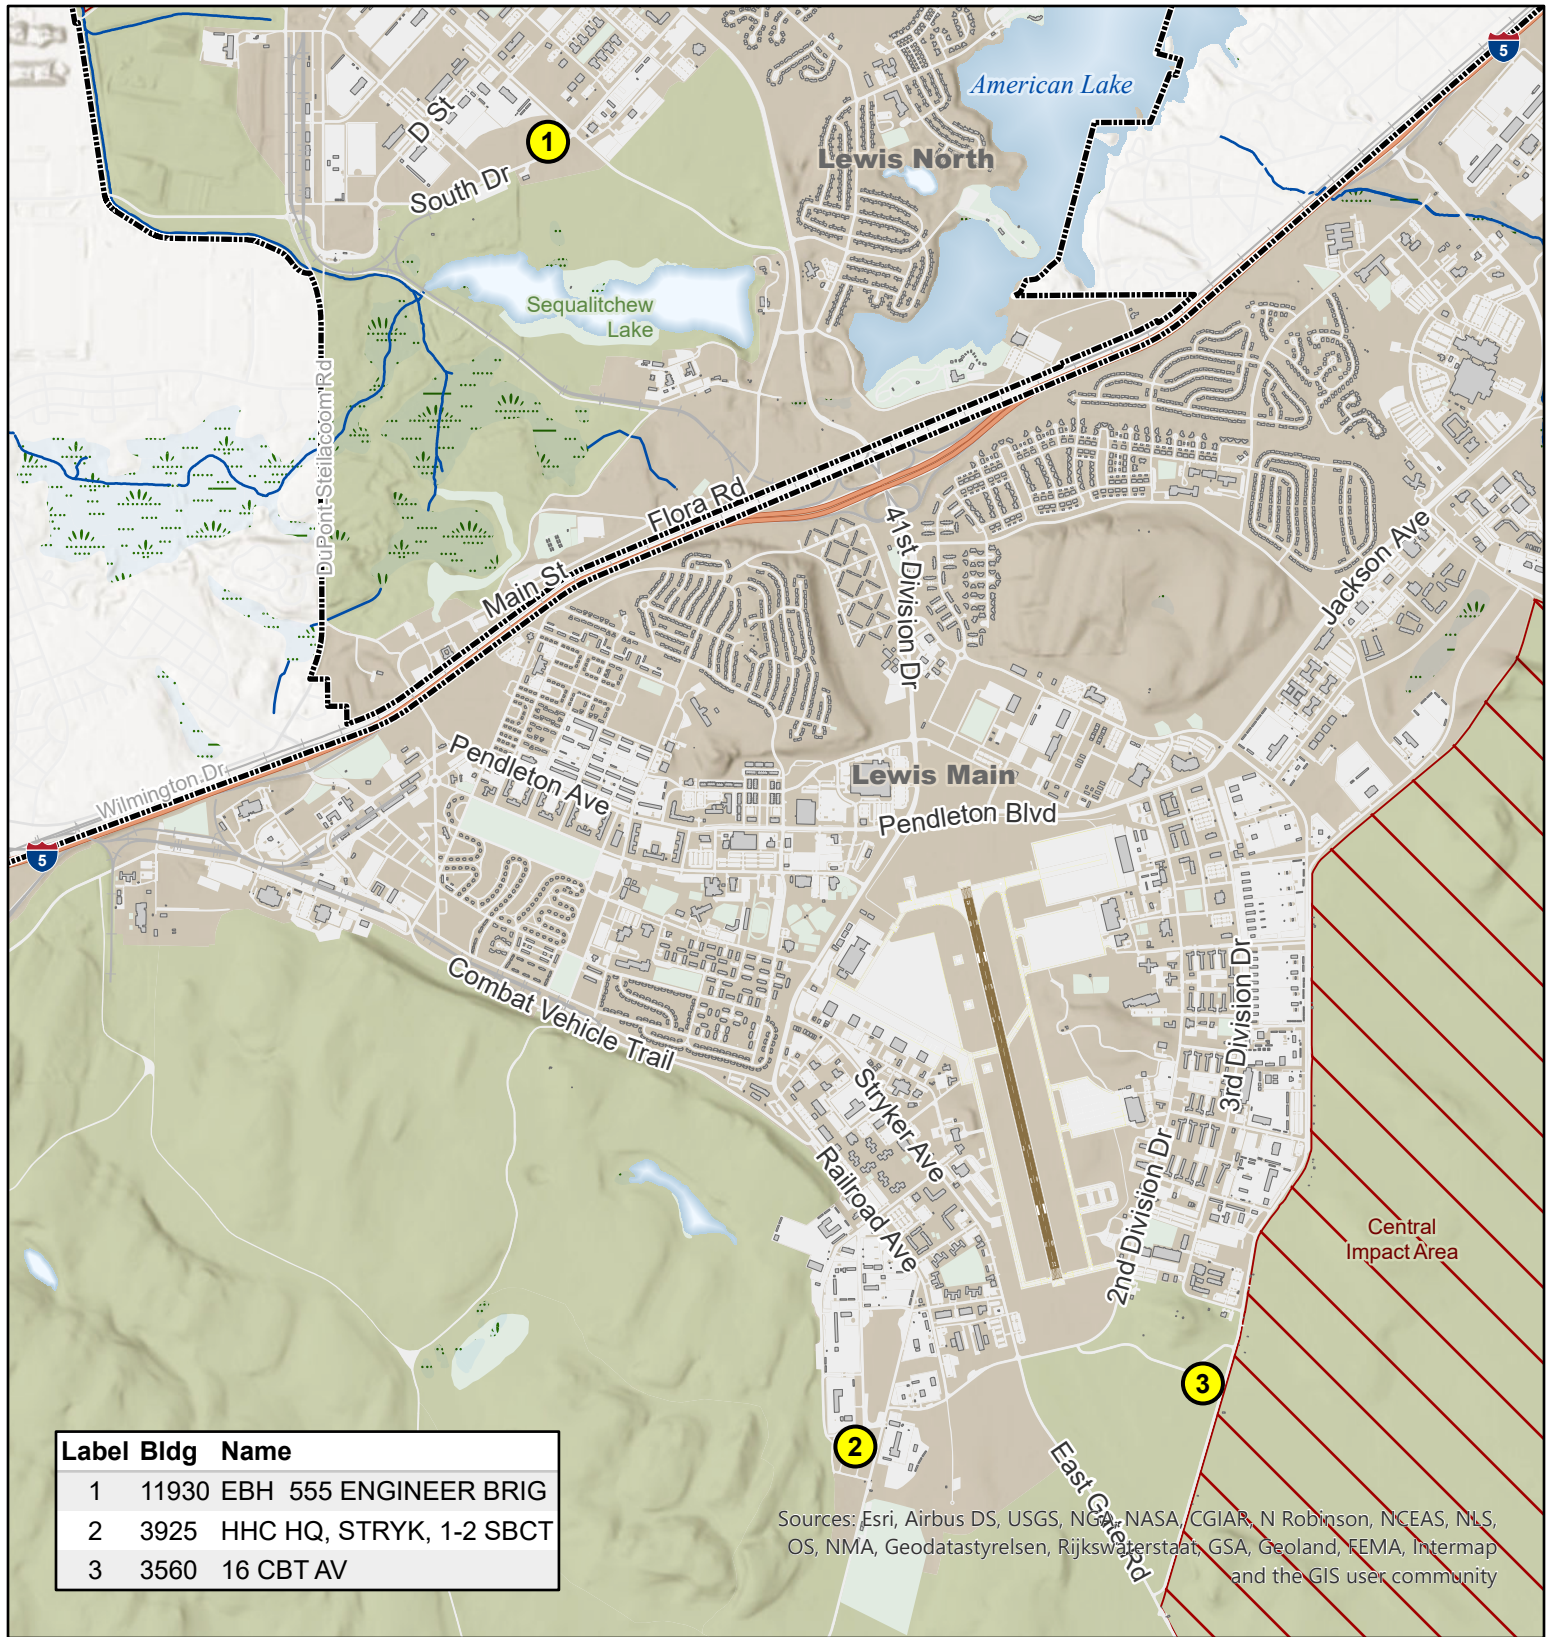 5
American Lake
D St
1
Lewis North
South Dr
Sequalitchew
Lake
DuPont-Steilacoom Rd
Flora Rd
41st Division Dr
Main St
Jackson Ave
Pendleton Ave
Lewis Main
Wilmington Dr
Pendleton Blvd
5
3rd Division Dr
Combat Vehicle Trail
Stryker Ave
2nd Division Dr
Railroad Ave
Central
Impact Area
3
2
East Gate Rd
Label Bldg Name
1 11930 EBH 555 ENGINEER BRIG
2 3925 HHC HQ, STRYK, 1-2 SBCT
3 3560 16 CBT AV
Sources: Esri, Airbus DS, USGS, NGA, NASA, CGIAR, N Robinson, NCEAS, NLS,
OS, NMA, Geodatastyrelsen, Rijkswaterstaat, GSA, Geoland, FEMA, Intermap
and the GIS user community